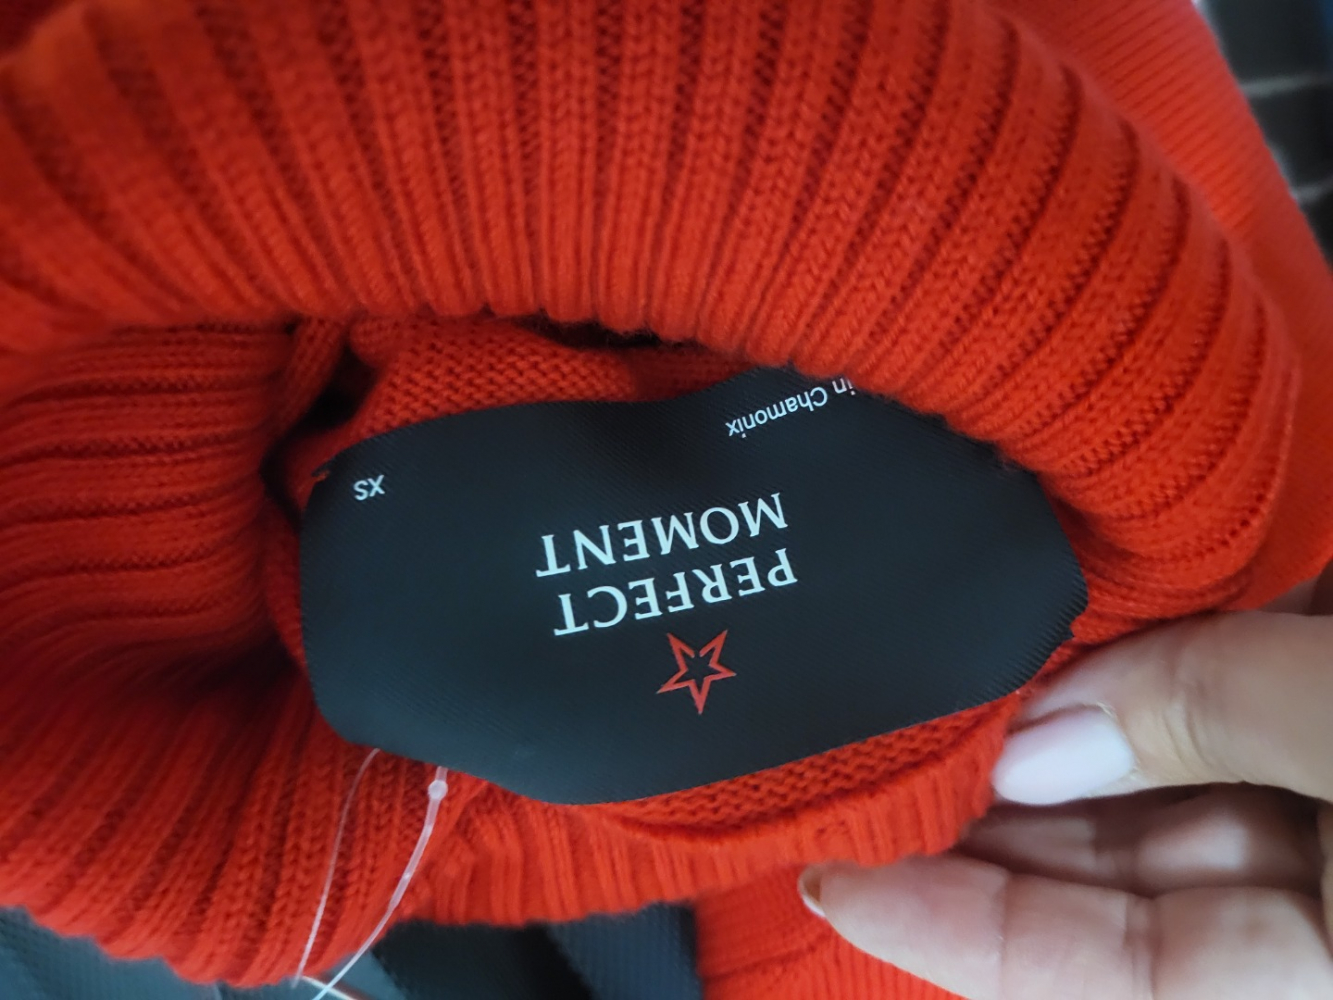 PERFECT
MOMENT
in Chamonix
XS